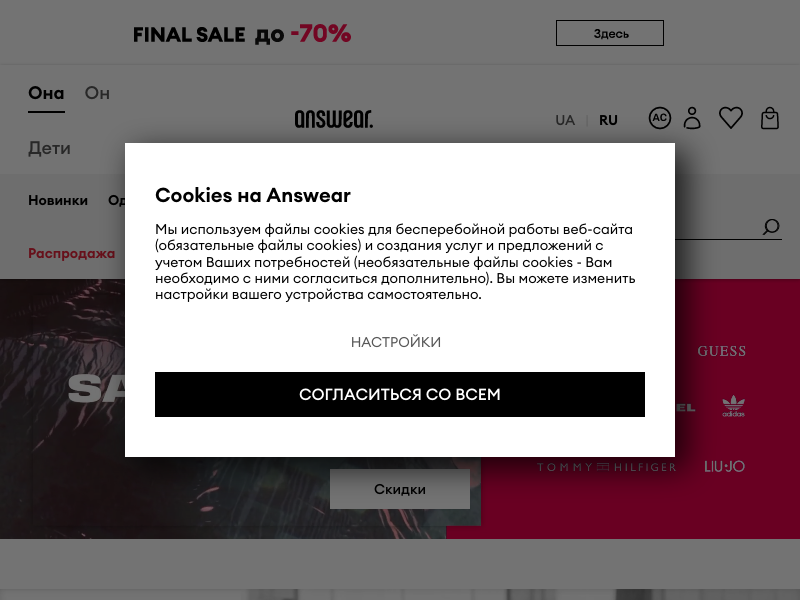 FINAL SALE до -70%
Здесь
Она Он
Дети
answear.
UA RU
AC
Новинки
Распродажа
Cookies на Answear
Мы используем файлы cookies для бесперебойной работы веб-сайта
(обязательные файлы cookies) и создания услуг и предложений с
учетом Ваших потребностей (необязательные файлы cookies - Вам
необходимо с ними согласиться дополнительно). Вы можете изменить
настройки вашего устройства самостоятельно.
НАСТРОЙКИ
СОГЛАСИТЬСЯ СО ВСЕМ
GUESS
adidas
TOMMY HILFIGER
LIU·JO
Скидки